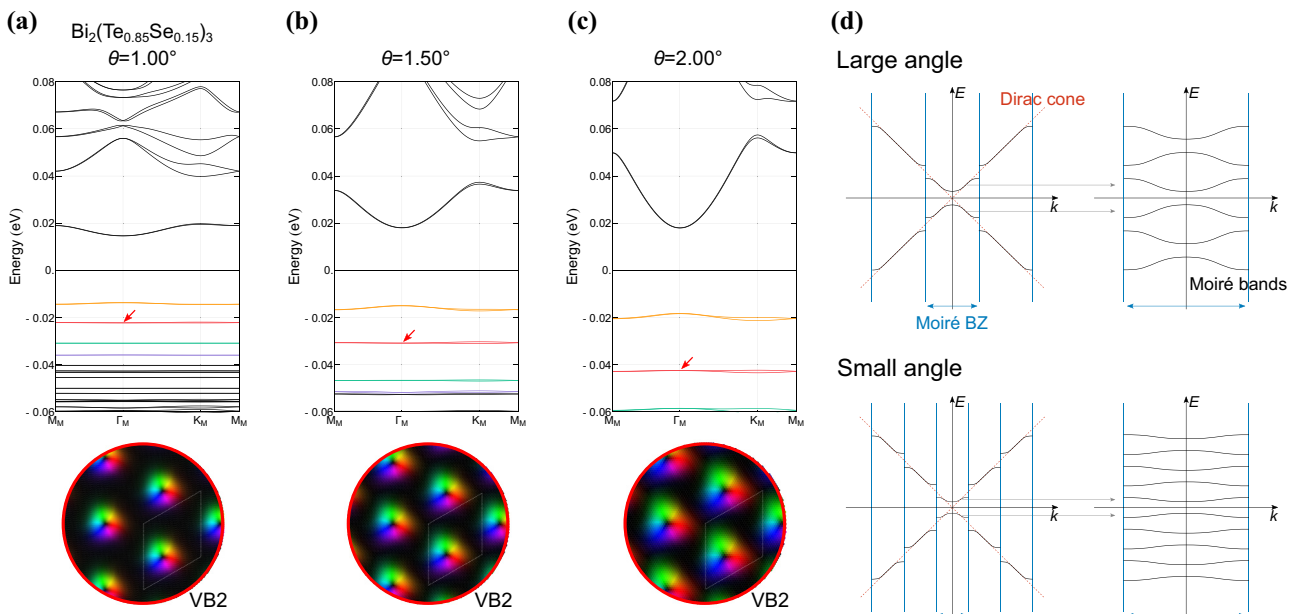 (a)
Bi2(Te0.85Se0.15)3
θ=1.00°
0.08
0.06
0.04
0.02
0.
- 0.02
- 0.04
- 0.06
Energy (eV)
MM ΓM KM MM
VB2
(b)
θ=1.50°
0.08
0.06
0.04
0.02
0.
- 0.02
- 0.04
- 0.06
Energy (eV)
MM ΓM KM MM
VB2
(c)
θ=2.00°
0.08
0.06
0.04
0.02
0.
- 0.02
- 0.04
- 0.06
Energy (eV)
MM ΓM KM MM
VB2
(d)
Large angle
E
Dirac cone
k
Moiré BZ
E
k
Moiré bands
Small angle
E
k
E
k